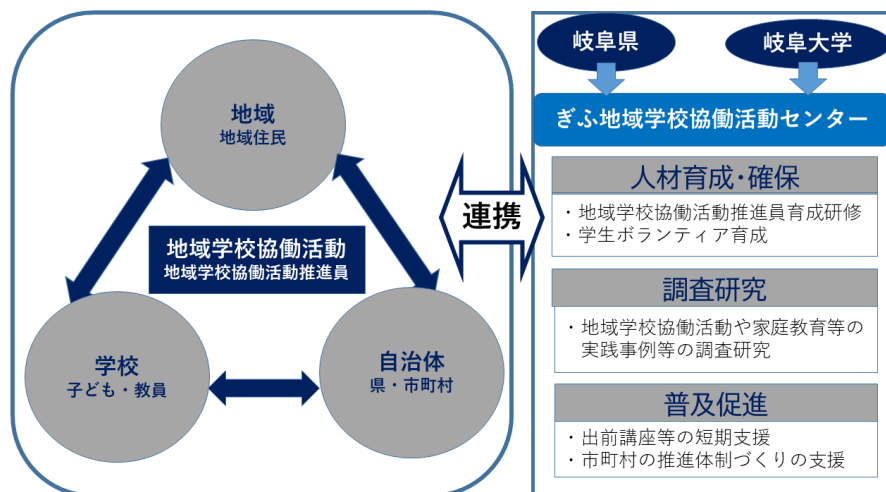 地域
地域住民
地域学校協働活動
地域学校協働活動推進員
学校
子ども・教員
自治体
県・市町村
連携
岐阜県
岐阜大学
ぎふ地域学校協働活動センター
人材育成・確保
・地域学校協働活動推進員育成研修
・学生ボランティア育成
調査研究
・地域学校協働活動や家庭教育等の
実践事例等の調査研究
普及促進
・出前講座等の短期支援
・市町村の推進体制づくりの支援